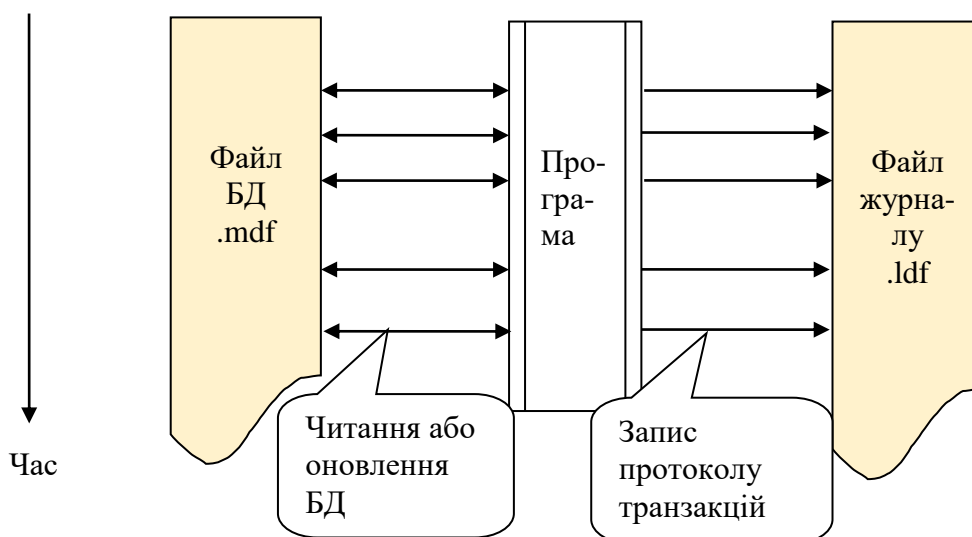 Файл
БД
.mdf
Про-
гра-
ма
Файл
журна-
лу
.ldf
Читання або
оновлення
БД
Запис
протоколу
транзакцій
Час